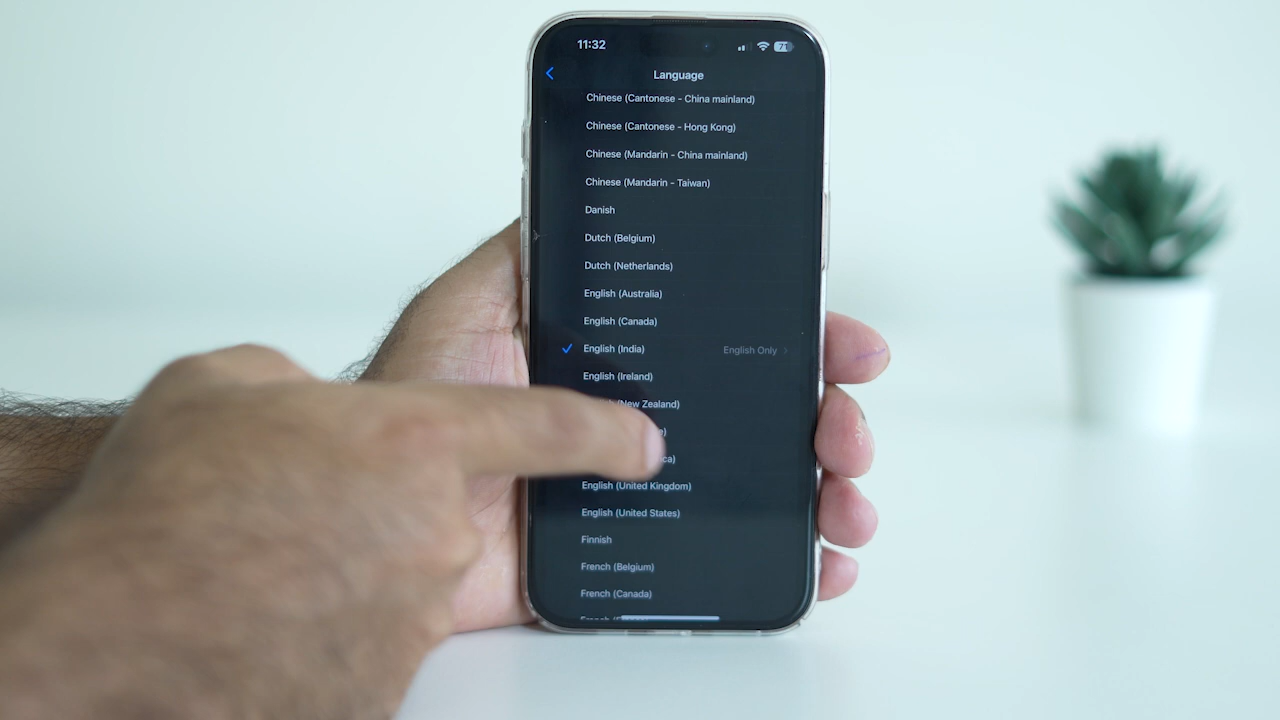 11:32
71
Language
Chinese (Cantonese - China mainland)
Chinese (Cantonese - Hong Kong)
Chinese (Mandarin - China mainland)
Chinese (Mandarin - Taiwan)
Danish
Dutch (Belgium)
Dutch (Netherlands)
English (Australia)
English (Canada)
English (India) English Only
English (Ireland)
(New Zealand)
English (United Kingdom)
English (United States)
Finnish
French (Belgium)
French (Canada)